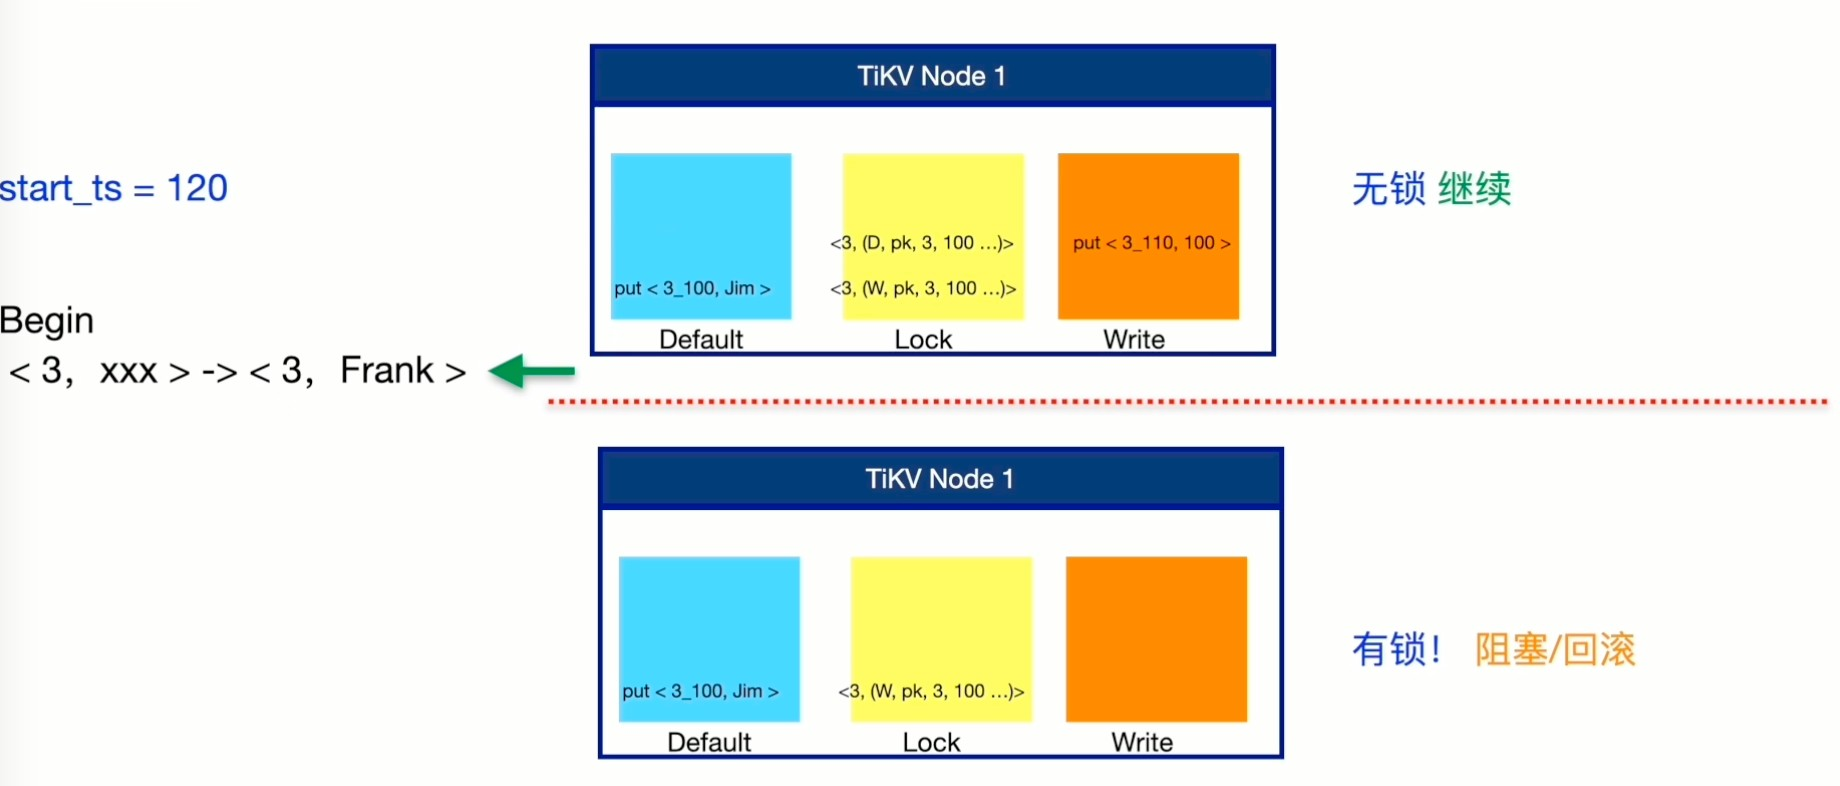 start_ts = 120
Begin
< 3,  xxx > -> < 3,  Frank >
TiKV Node 1
<3, (D, pk, 3, 100 ...)>
put < 3_110, 100 >
put < 3_100, Jim >
<3, (W, pk, 3, 100 ...)>
Default
Lock
Write
无锁 继续
TiKV Node 1
put < 3_100, Jim >
<3, (W, pk, 3, 100 ...)>
Default
Lock
Write
有锁！ 阻塞/回滚